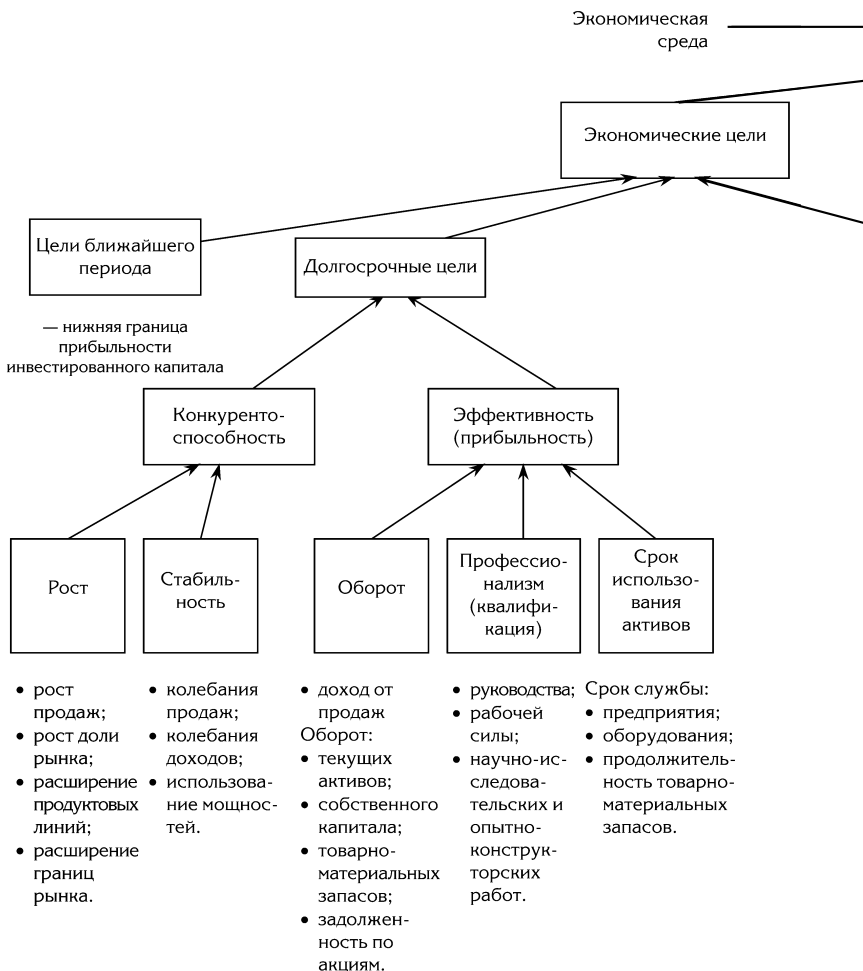 Экономическая
среда
Экономические цели
Цели ближайшего
периода
Долгосрочные цели
— нижняя граница
прибыльности
инвестированного капитала
Конкуренто-
способность
Эффективность
(прибыльность)
Рост
Стабиль-
ность
Оборот
Профессио-
нализм
(квалифи-
кация)
Срок
использо-
вания
активов
• рост
продаж;
• рост доли
рынка;
• расширение
продуктовых
линий;
• расширение
границ
рынка.
• колебания
продаж;
• колебания
доходов;
• использова-
ние мощнос-
тей.
• доход от
продаж
Оборот:
• текущих
активов;
• собственного
капитала;
• товарно-
материальных
запасов;
• задолжен-
ность по
акциям.
• руководства;
• рабочей
силы;
• научно-ис-
следова-
тельских и
опытно-
конструк-
торских
работ.
Срок службы:
• предприятия;
• оборудования;
• продолжитель-
ность товарно-
материальных
запасов.